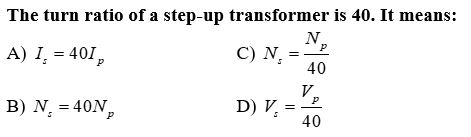 The turn ratio of a step-up transformer is 40. It means:
A) I_s = 40I_p
C) N_s = N_p/40
B) N_s = 40N_p
D) V_s = V_p/40